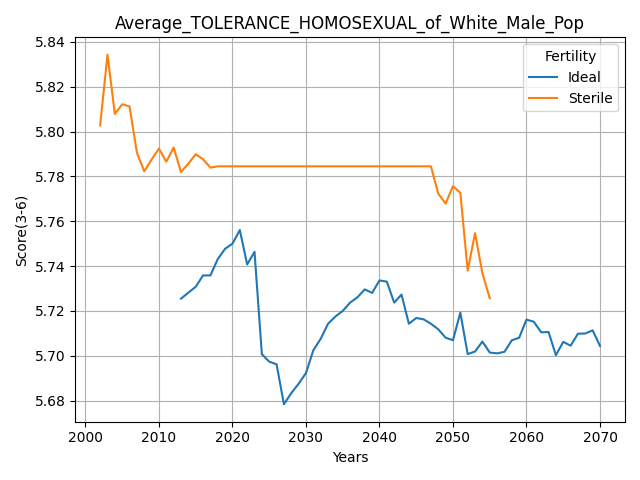 Average_TOLERANCE_HOMOSEXUAL_of_White_Male_Pop
Fertility
Ideal
Sterile
Score(3-6)
5.84
5.82
5.80
5.78
5.76
5.74
5.72
5.70
5.68
2000 2010 2020 2030 2040 2050 2060 2070
Years